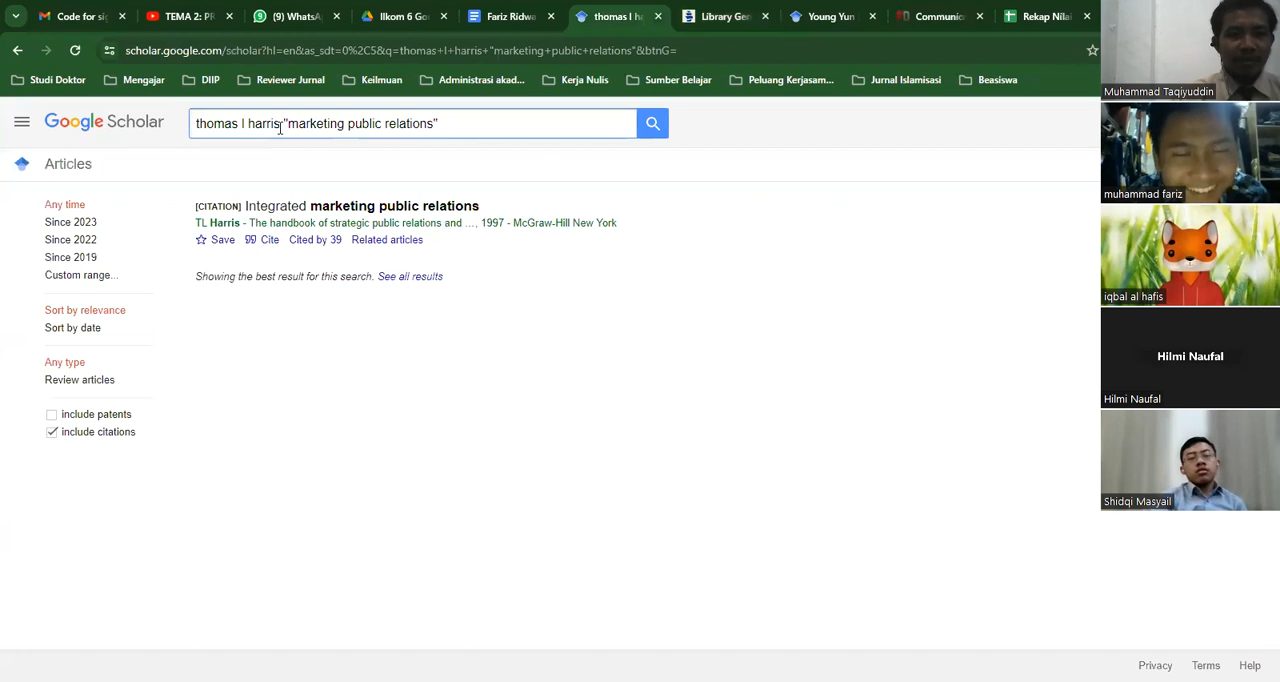 Code for sig
TEMA 2: PR
(9) WhatsA
Ilkom 6 Go
Fariz Ridwa
thomas l ha
Library Gen
Young Yun
Communic
Rekap Nilai
scholar.google.com/scholar?hl=en&as_sdt=0%2C5&q=thomas+l+harris+"marketing+public+relations"&btnG=
Studi Doktor
Mengajar
DIIP
Reviewer Jurnal
Keilmuan
Administrasi akad...
Kerja Nulis
Sumber Belajar
Peluang Kerjasam...
Jurnal Islamisasi
Beasiswa
Google Scholar
thomas l harris "marketing public relations"
Articles
Any time
Since 2023
Since 2022
Since 2019
Custom range...
Sort by relevance
Sort by date
Any type
Review articles
include patents
include citations
[CITATION] Integrated marketing public relations
TL Harris - The handbook of strategic public relations and …, 1997 - McGraw-Hill New York
Save Cite Cited by 39 Related articles
Showing the best result for this search. See all results
Privacy Terms Help
Muhammad Taqiyuddin
muhammad fariz
iqbal al hafis
Hilmi Naufal
Hilmi Naufal
Shidqi Masyail